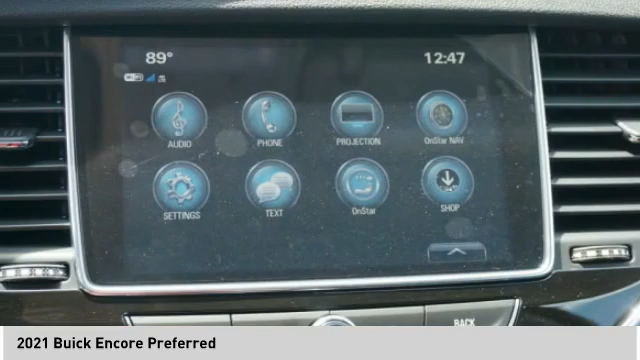 89° 12:47
AUDIO PHONE PROJECTION OnStar NAV
SETTINGS TEXT OnStar SHOP
BACK
2021 Buick Encore Preferred